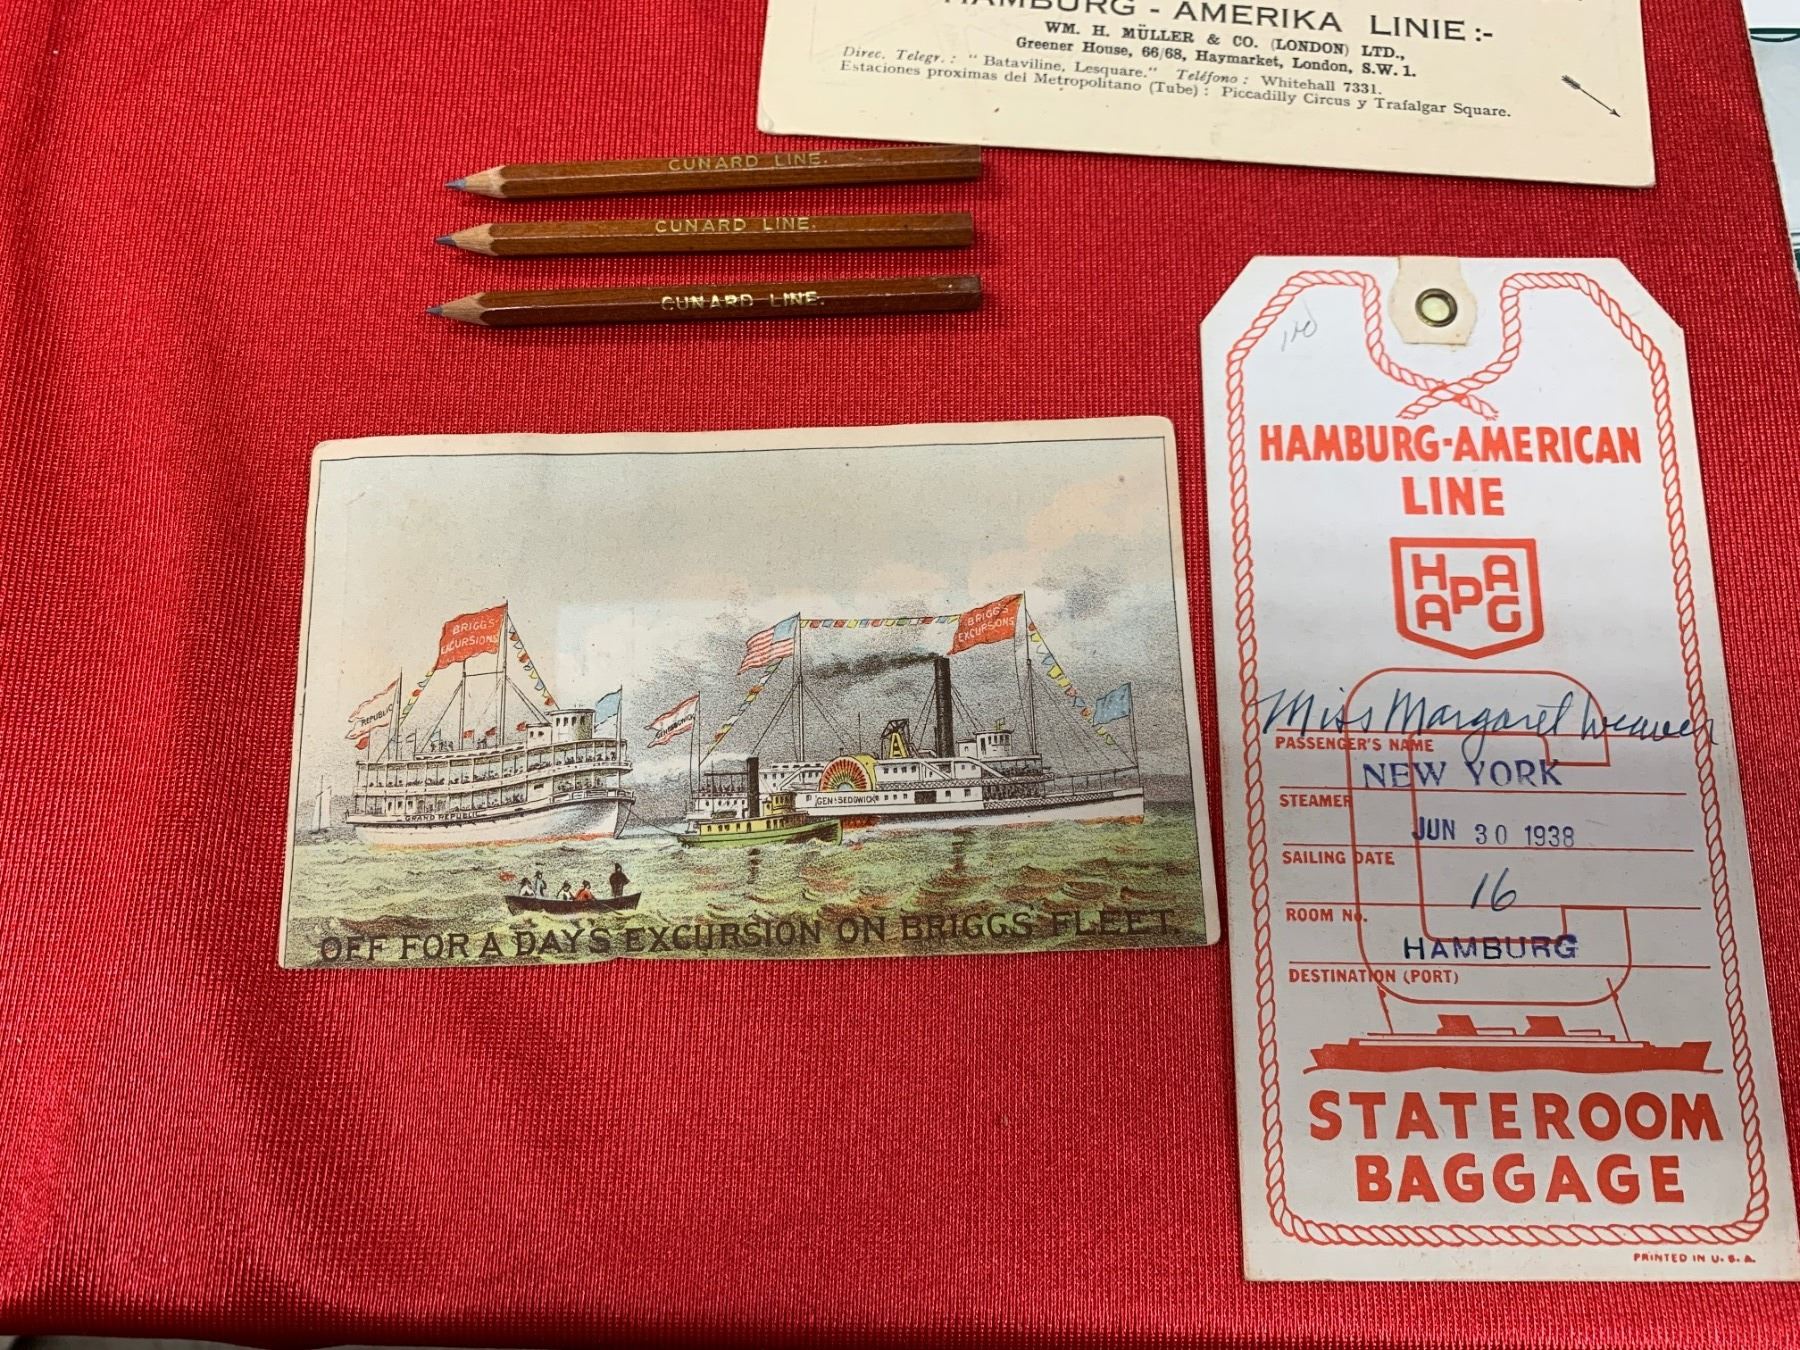 HAMBURG - AMERIKA LINIE :-
WM. H. MÜLLER & CO. (LONDON) LTD.,
Greener House, 66/68, Haymarket, London, S.W. 1.
Direc. Telegr.: " Bataviline, Lesquare." Teléfono : Whitehall 7331.
Estaciones proximas del Metropolitano (Tube) : Piccadilly Circus y Trafalgar Square.
CUNARD LINE.
CUNARD LINE.
CUNARD LINE.
BRIGGS'
EXCURSIONS
BRIGG'S
EXCURSIONS
REPUBLIC
GEN. SEDGWICK
GRAND REPUBLIC
GENL SEDGWICK
OFF FOR A DAY'S EXCURSION ON BRIGGS' FLEET.
HAMBURG-AMERICAN
LINE
HAPAG
Miss Margaret Weaver
PASSENGER'S NAME
NEW YORK
STEAMER
JUN 30 1938
SAILING DATE
16
ROOM No.
HAMBURG
DESTINATION (PORT)
STATEROOM
BAGGAGE
PRINTED IN U. S. A.